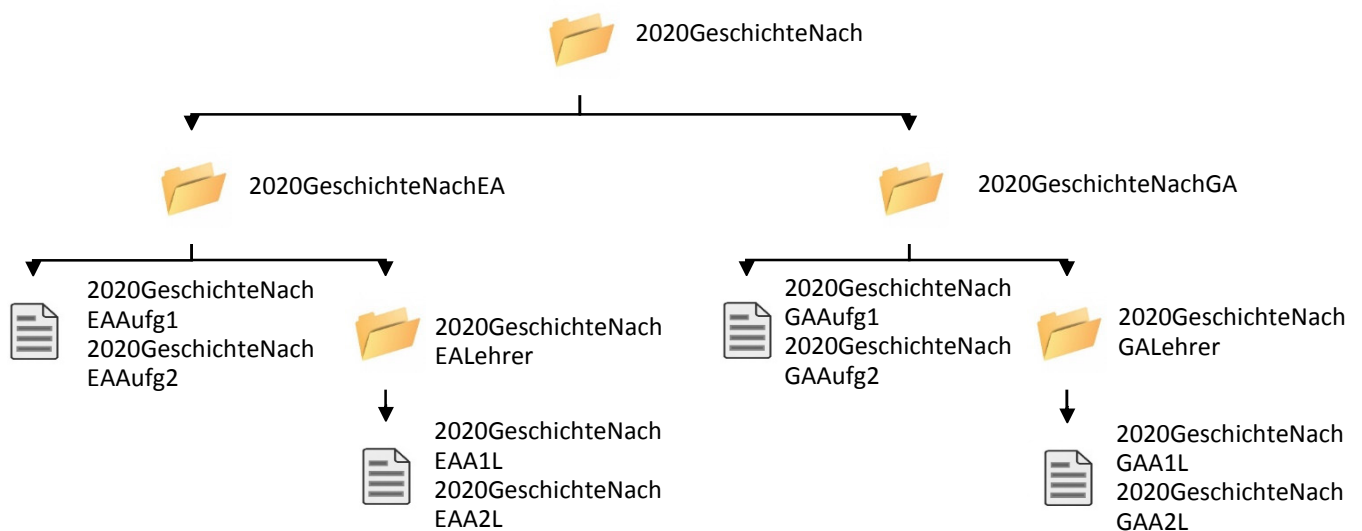 2020GeschichteNach
2020GeschichteNachEA
2020GeschichteNachGA
2020GeschichteNach
EAAufg1
2020GeschichteNach
EAAufg2
2020GeschichteNach
EALehrer
2020GeschichteNach
GAAufg1
2020GeschichteNach
GAAufg2
2020GeschichteNach
GALehrer
2020GeschichteNach
EAA1L
2020GeschichteNach
EAA2L
2020GeschichteNach
GAA1L
2020GeschichteNach
GAA2L